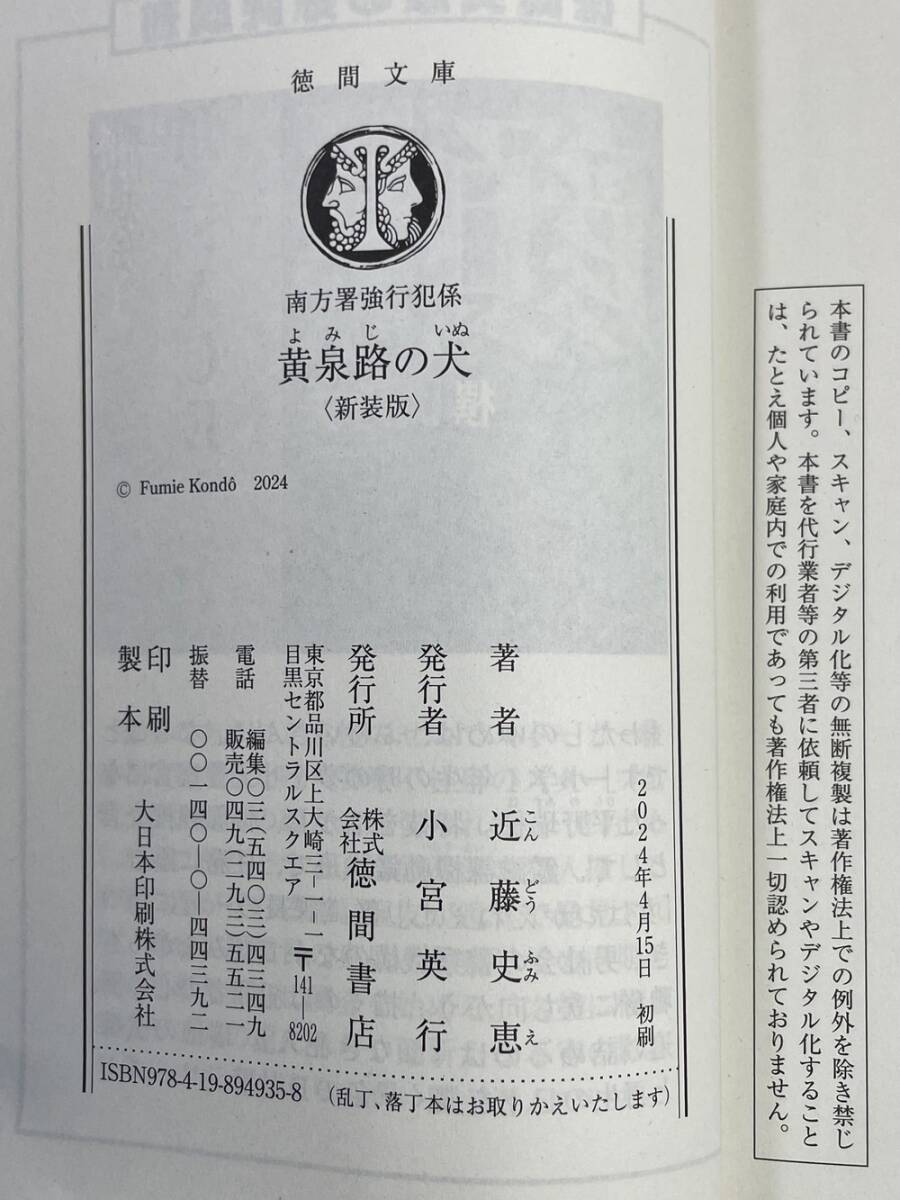 徳間文庫
南方署強行犯係
よみじ いぬ
黄泉路の犬
〈新装版〉
© Fumie Kondô 2024
2024年4月15日 初刷
著者 近藤史恵
こん どう ふみ え
発行者 小宮英行
発行所 株式会社徳間書店
東京都品川区上大崎三―一―一
目黒セントラルスクエア 〒141―8202
電話 編集〇三(五四〇三)四三四九
販売〇四九(二九三)五五二一
振替 〇〇一四〇―〇―四四三九二
印刷
製本 大日本印刷株式会社
ISBN978-4-19-894935-8 (乱丁、落丁本はお取りかえいたします)
本書のコピー、スキャン、デジタル化等の無断複製は著作権法上での例外を除き禁じ
られています。本書を代行業者等の第三者に依頼してスキャンやデジタル化すること
は、たとえ個人や家庭内での利用であっても著作権法上一切認められておりません。